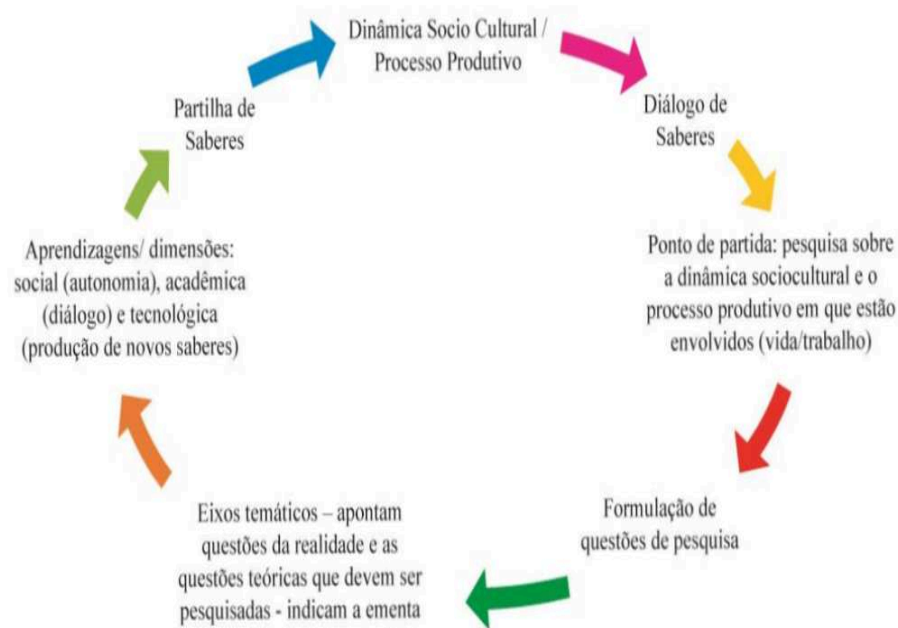 Dinâmica Socio Cultural /
Processo Produtivo
Diálogo de
Saberes
Ponto de partida: pesquisa sobre
a dinâmica sociocultural e o
processo produtivo em que estão
envolvidos (vida/trabalho)
Formulação de
questões de pesquisa
Eixos temáticos – apontam
questões da realidade e as
questões teóricas que devem ser
pesquisadas - indicam a ementa
Aprendizagens/ dimensões:
social (autonomia), acadêmica
(diálogo) e tecnológica
(produção de novos saberes)
Partilha de
Saberes